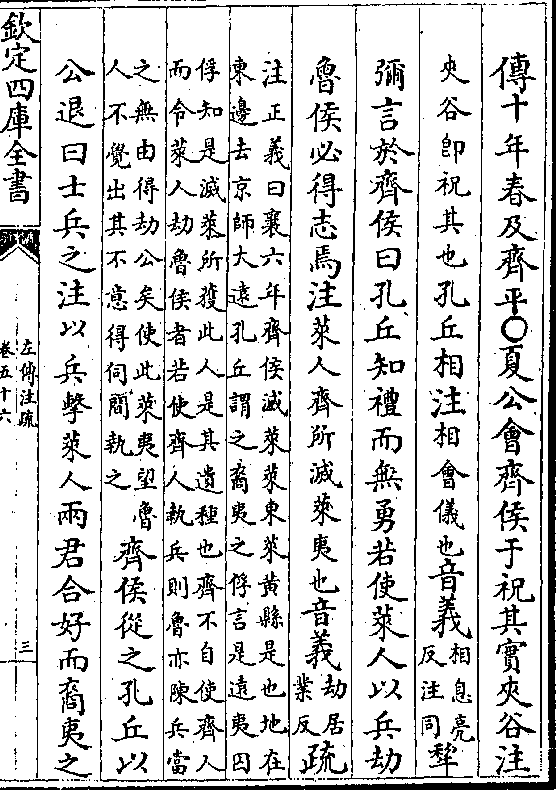 傳十年春及齊平〇夏公會齊侯于祝其實夾谷注
夾谷即祝其也孔丘相注相會儀也音義相息亮反注同犂
彌言於齊侯曰孔丘知禮而無勇若使萊人以兵劫
魯侯必得志焉注萊人齊所滅萊夷也音義劫居業反疏
注正義曰襄六年齊侯滅萊萊東萊黃縣是也地在
東邊去京師大遠孔丘謂之裔夷之俘言是遠夷囚
俘知是滅萊所獲此人是其遺種也齊不自使齊人
而令萊人劫魯侯者若使齊人執兵則魯亦陳兵當
之無由得劫公矣使此萊夷望魯
人不覺出其不意得伺間執之
齊侯從之孔丘以
公退曰士兵之注以兵擊萊人兩君合好而裔夷之
欽定四庫全書
左傳注疏
卷五十六
三